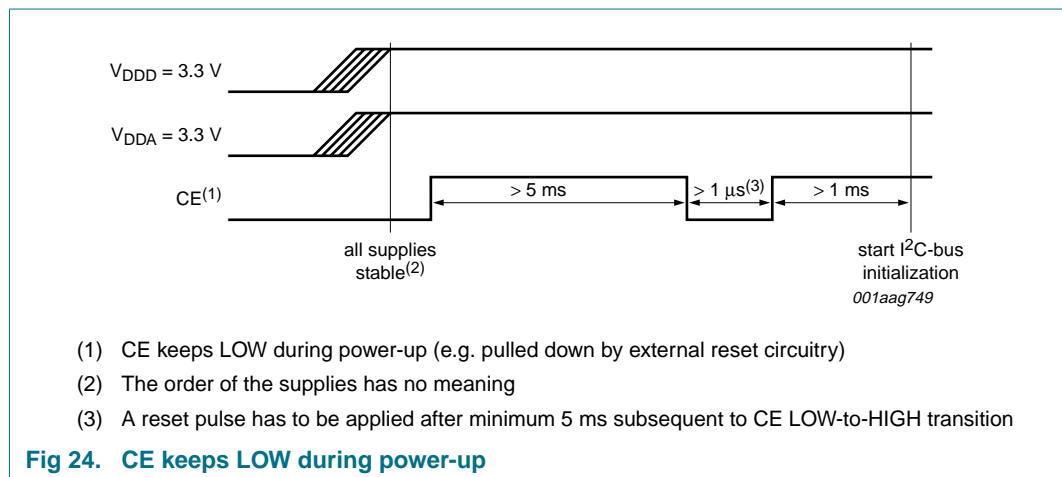 VDDD = 3.3 V
VDDA = 3.3 V
CE(1)
> 5 ms
> 1 μs(3)
> 1 ms
all supplies
stable(2)
start I2C-bus
initialization
001aag749
(1) CE keeps LOW during power-up (e.g. pulled down by external reset circuitry)
(2) The order of the supplies has no meaning
(3) A reset pulse has to be applied after minimum 5 ms subsequent to CE LOW-to-HIGH transition
Fig 24. CE keeps LOW during power-up